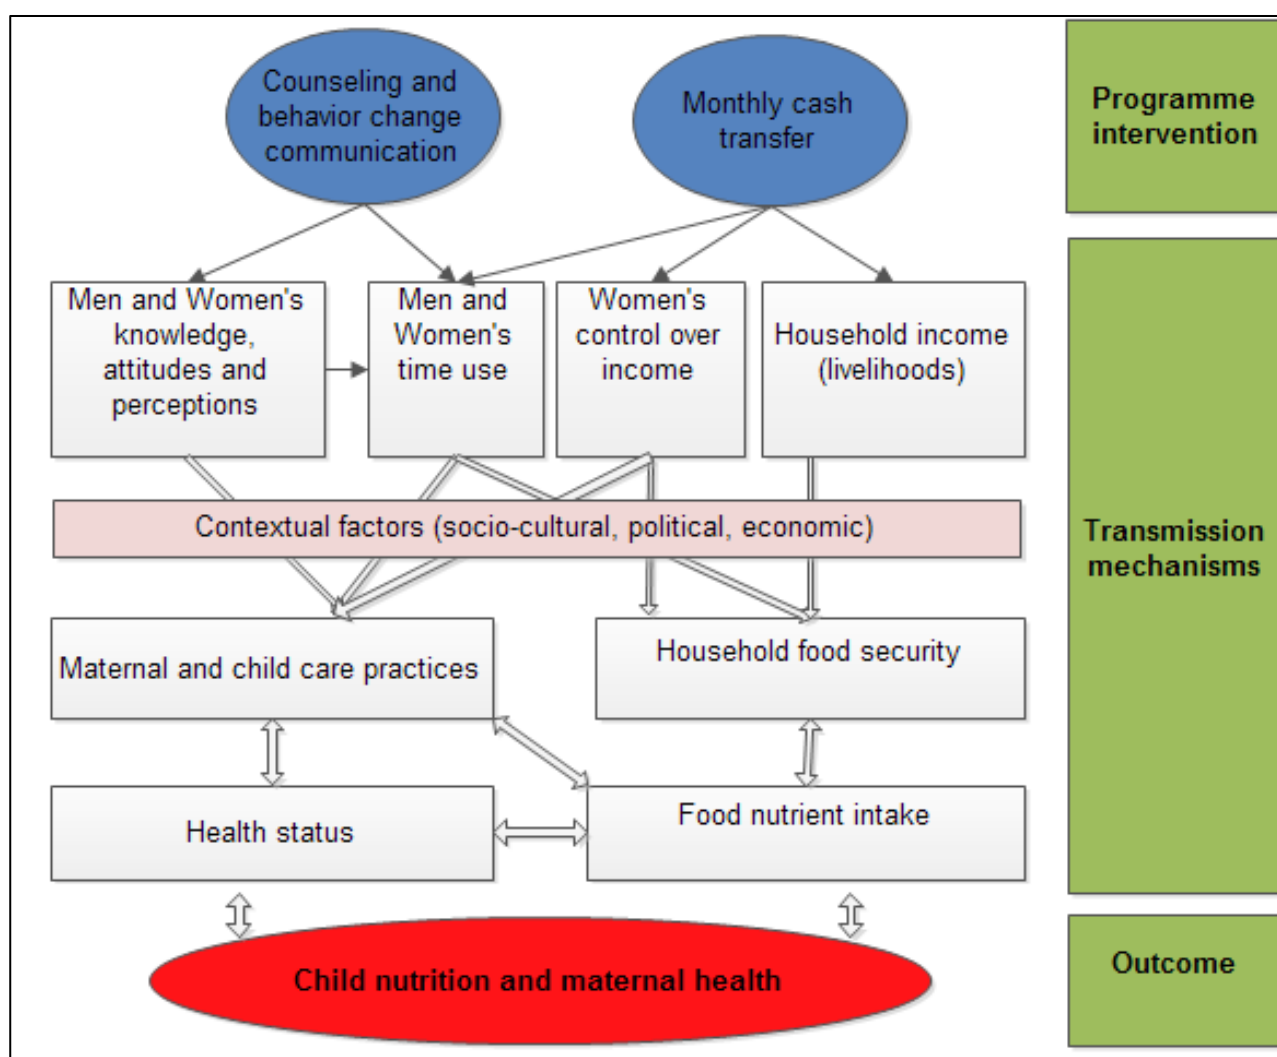 Counseling and
behavior change
communication
Monthly cash
transfer
Programme
intervention
Men and Women's
knowledge,
attitudes and
perceptions
Men and
Women's
time use
Women's
control over
income
Household income
(livelihoods)
Contextual factors (socio-cultural, political, economic)
Transmission
mechanisms
Maternal and child care practices
Household food security
Health status
Food nutrient intake
Child nutrition and maternal health
Outcome